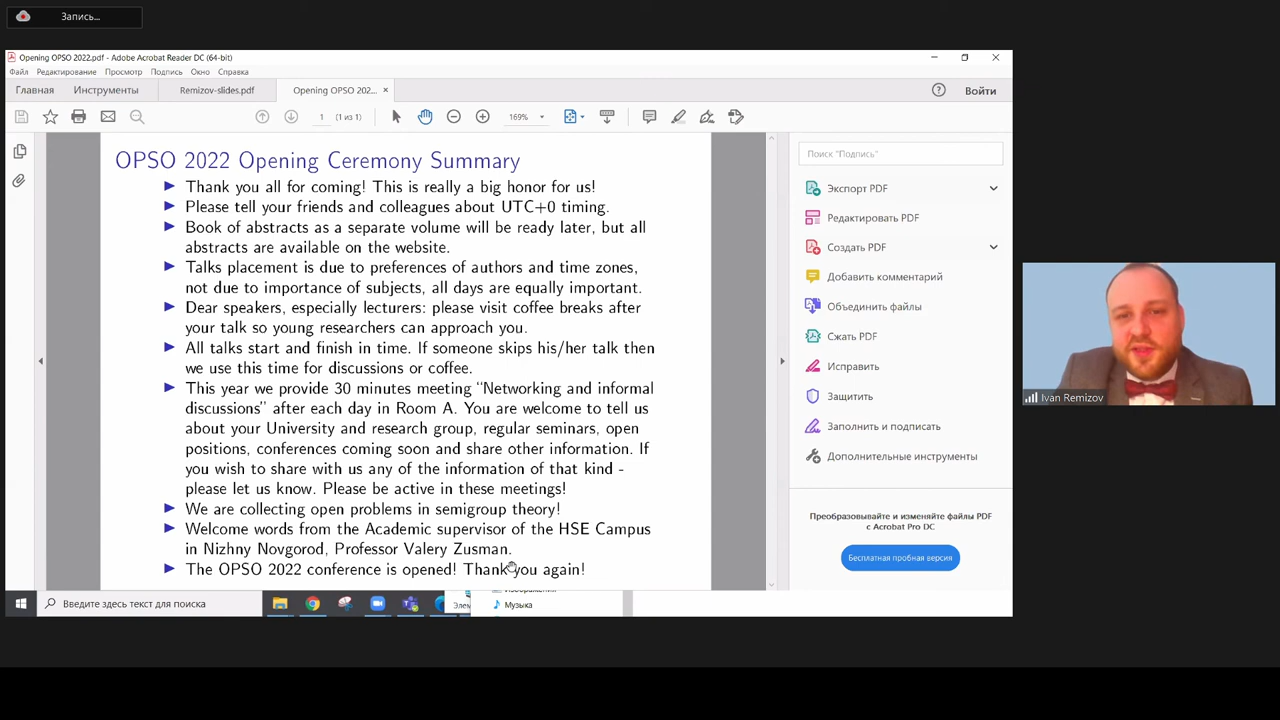 Запись...
Opening OPSO 2022.pdf - Adobe Acrobat Reader DC (64-bit)
Файл Редактирование Просмотр Подпись Окно Справка
Главная Инструменты Remizov-slides.pdf Opening OPSO 202... × Войти
1 (1 из 1) 169%
OPSO 2022 Opening Ceremony Summary
Thank you all for coming! This is really a big honor for us!
Please tell your friends and colleagues about UTC+0 timing.
Book of abstracts as a separate volume will be ready later, but all
abstracts are available on the website.
Talks placement is due to preferences of authors and time zones,
not due to importance of subjects, all days are equally important.
Dear speakers, especially lecturers: please visit coffee breaks after
your talk so young researchers can approach you.
All talks start and finish in time. If someone skips his/her talk then
we use this time for discussions or coffee.
This year we provide 30 minutes meeting “Networking and informal
discussions” after each day in Room A. You are welcome to tell us
about your University and research group, regular seminars, open
positions, conferences coming soon and share other information. If
you wish to share with us any of the information of that kind -
please let us know. Please be active in these meetings!
We are collecting open problems in semigroup theory!
Welcome words from the Academic supervisor of the HSE Campus
in Nizhny Novgorod, Professor Valery Zusman.
The OPSO 2022 conference is opened! Thank you again!
Поиск "Подпись"
Экспорт PDF
Редактировать PDF
Создать PDF
Добавить комментарий
Объединить файлы
Сжать PDF
Исправить
Защитить
Заполнить и подписать
Дополнительные инструменты
Преобразовывайте и изменяйте файлы PDF
с Acrobat Pro DC
Бесплатная пробная версия
Ivan Remizov
Введите здесь текст для поиска
Музыка